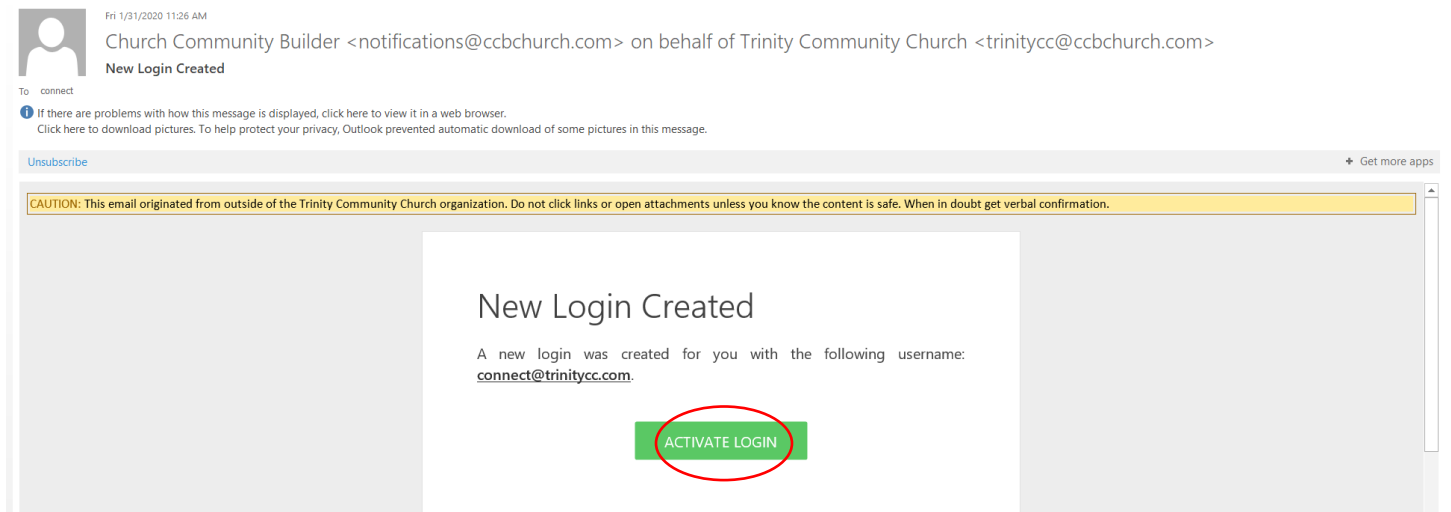 Fri 1/31/2020 11:26 AM
Church Community Builder <notifications@ccbchurch.com> on behalf of Trinity Community Church <trinitycc@ccbchurch.com>
New Login Created
To connect
If there are problems with how this message is displayed, click here to view it in a web browser.
Click here to download pictures. To help protect your privacy, Outlook prevented automatic download of some pictures in this message.
Unsubscribe
+ Get more apps
CAUTION: This email originated from outside of the Trinity Community Church organization. Do not click links or open attachments unless you know the content is safe. When in doubt get verbal confirmation.
New Login Created
A new login was created for you with the following username:
connect@trinitycc.com.
ACTIVATE LOGIN